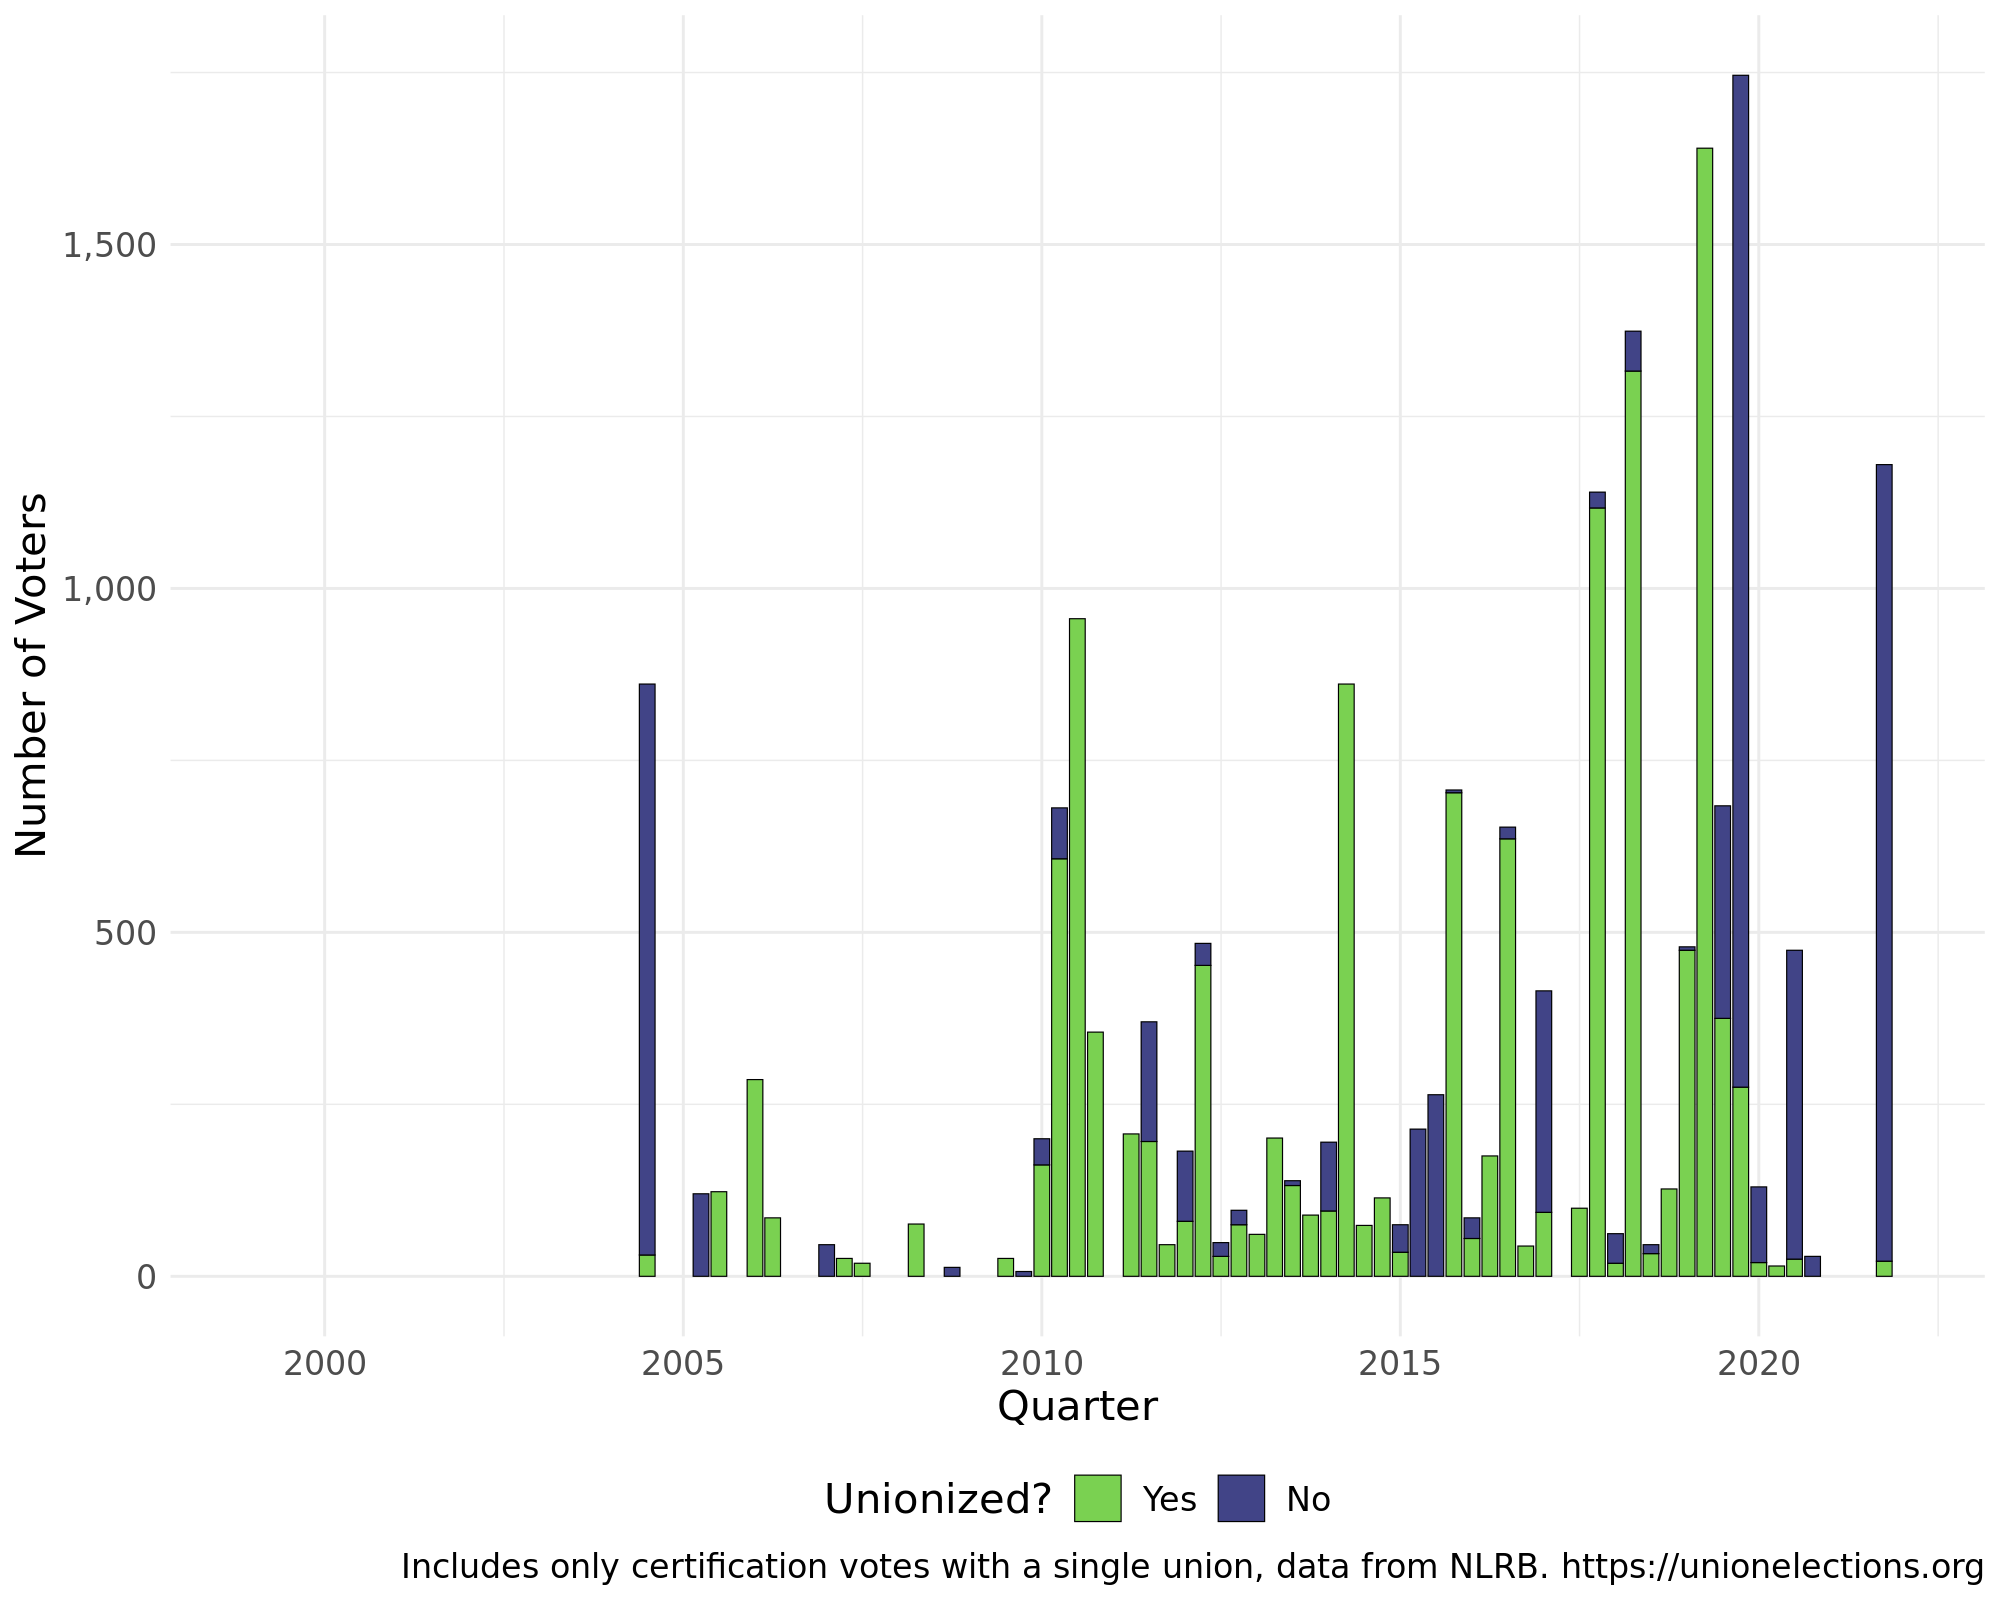 1,500
1,000
500
0
Number of Voters
2000 2005 2010 2015 2020
Quarter
Unionized? Yes No
Includes only certification votes with a single union, data from NLRB. https://unionelections.org